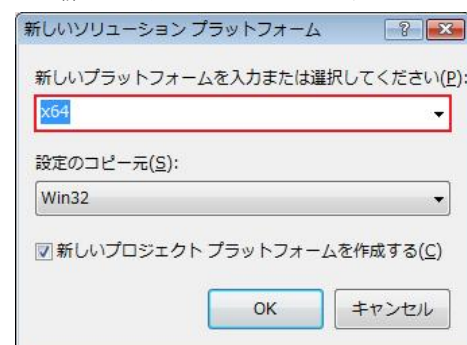 新しいソリューション プラットフォーム
新しいプラットフォームを入力または選択してください(P):
x64
設定のコピー元(S):
Win32
新しいプロジェクト プラットフォームを作成する(C)
OK キャンセル